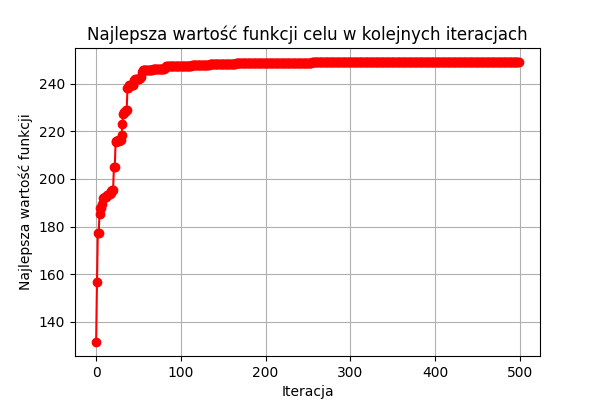 Najlepsza wartość funkcji celu w kolejnych iteracjach
Najlepsza wartość funkcji
240
220
200
180
160
140
0 100 200 300 400 500
Iteracja